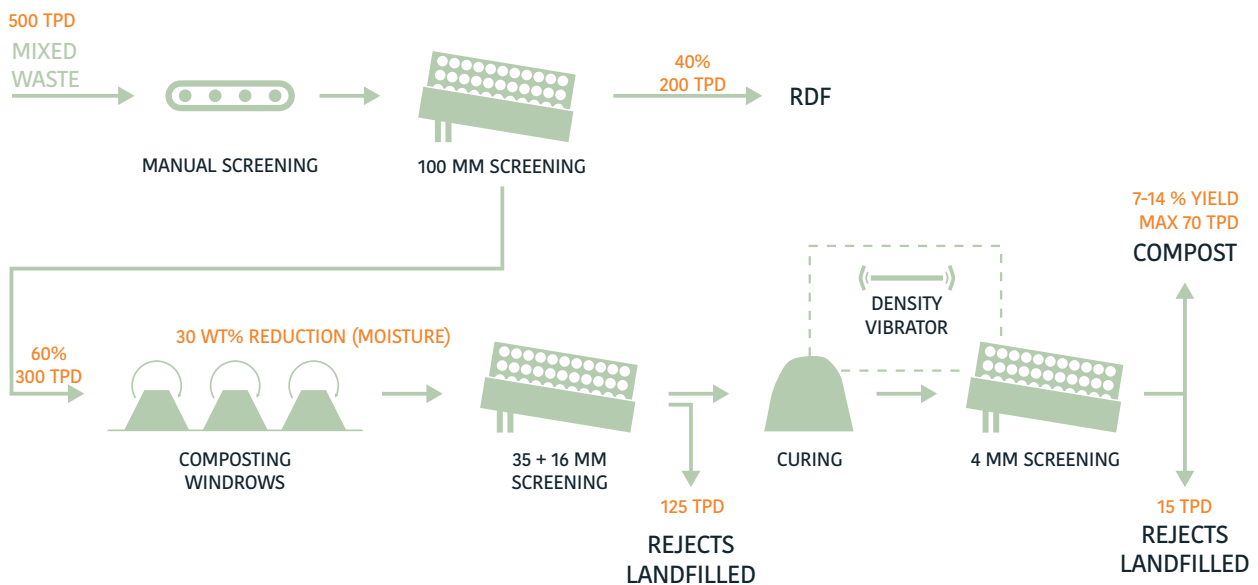 500 TPD
MIXED
WASTE
MANUAL SCREENING
100 MM SCREENING
40%
200 TPD
RDF
60%
300 TPD
30 WT% REDUCTION (MOISTURE)
COMPOSTING
WINDROWS
35 + 16 MM
SCREENING
125 TPD
REJECTS
LANDFILLED
CURING
DENSITY
VIBRATOR
4 MM SCREENING
7-14 % YIELD
MAX 70 TPD
COMPOST
15 TPD
REJECTS
LANDFILLED